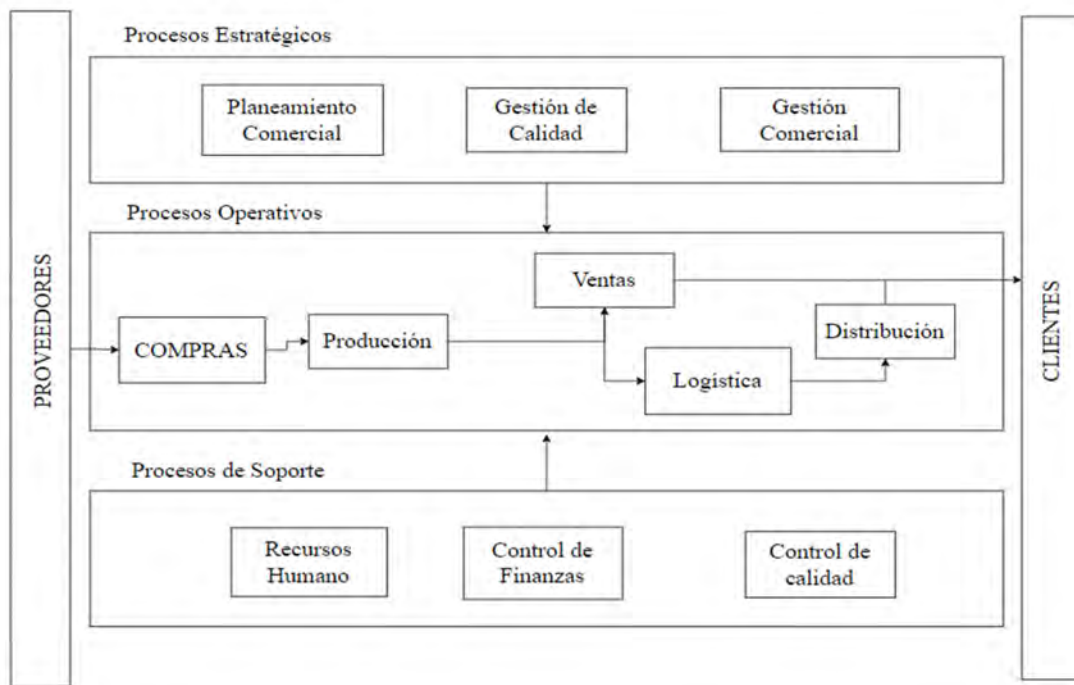 Procesos Estratégicos
Planeamiento
Comercial
Gestión de
Calidad
Gestión
Comercial
Procesos Operativos
PROVEEDORES
COMPRAS
Producción
Ventas
Logística
Distribución
CLIENTES
Procesos de Soporte
Recursos
Humano
Control de
Finanzas
Control de
calidad